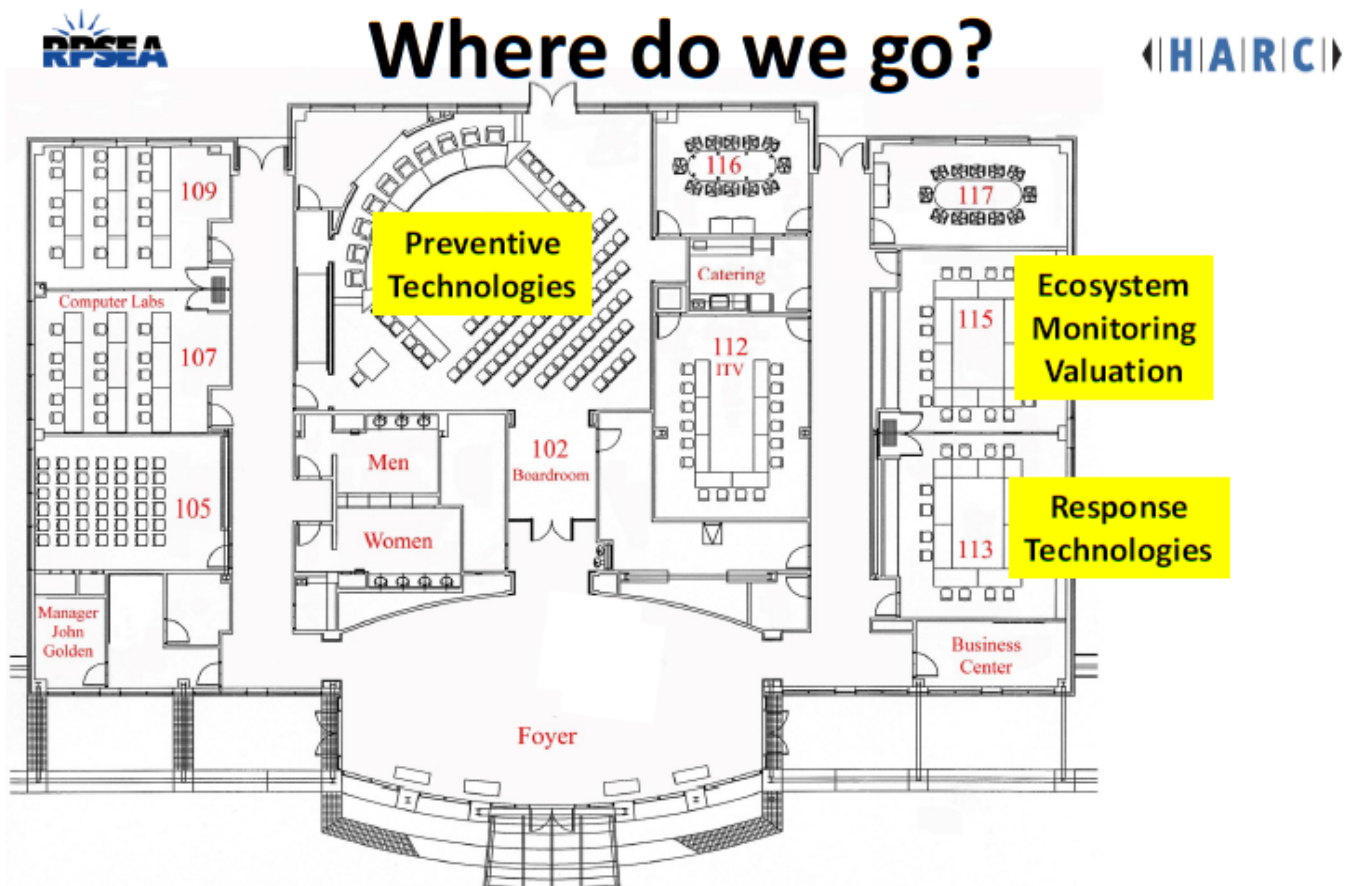 RPSEA
Where do we go?
HARC
109
116
117
Preventive
Technologies
Catering
Computer Labs
107
112
ITV
115
Ecosystem
Monitoring
Valuation
Men
102
Boardroom
105
Women
113
Response
Technologies
Manager
John
Golden
Business
Center
Foyer